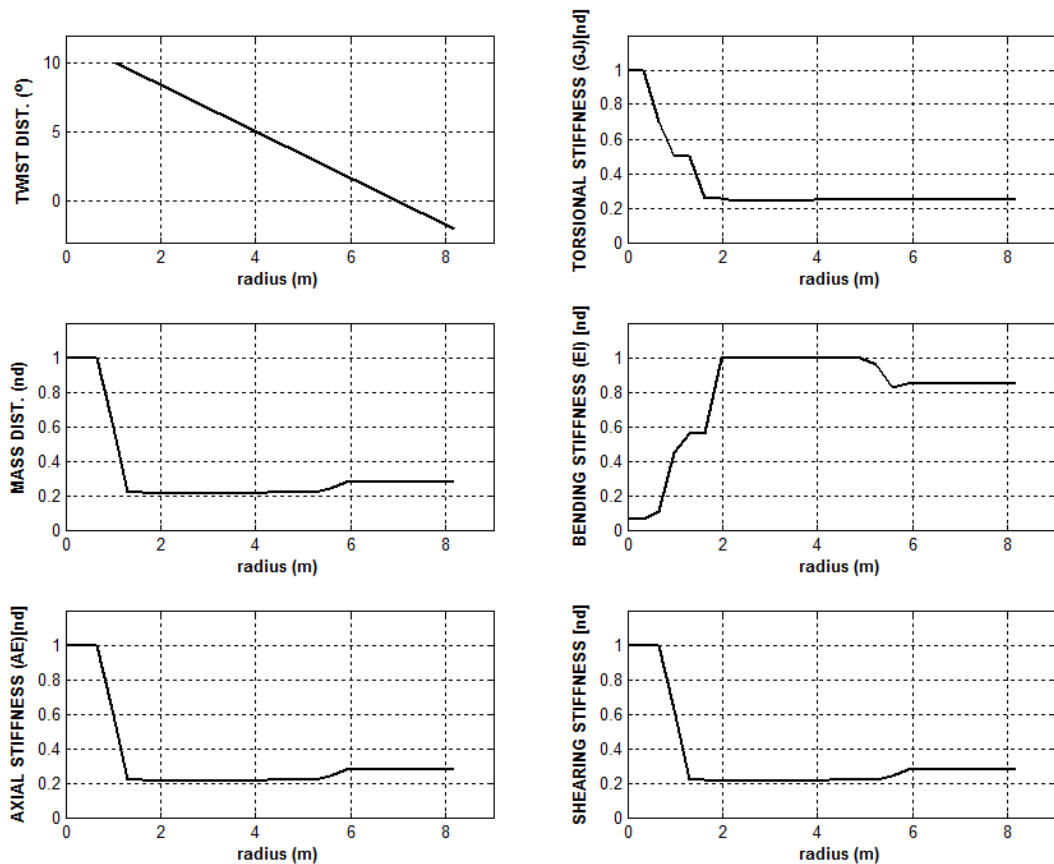 TWIST DIST. (º)
10
5
0
0 2 4 6 8
radius (m)
TORSIONAL STIFFNESS (GJ)[nd]
1
0.8
0.6
0.4
0.2
0
0 2 4 6 8
radius (m)
MASS DIST. (nd)
1
0.8
0.6
0.4
0.2
0
0 2 4 6 8
radius (m)
BENDING STIFFNESS (EI) [nd]
1
0.8
0.6
0.4
0.2
0
0 2 4 6 8
radius (m)
AXIAL STIFFNESS (AE)[nd]
1
0.8
0.6
0.4
0.2
0
0 2 4 6 8
radius (m)
SHEARING STIFFNESS [nd]
1
0.8
0.6
0.4
0.2
0
0 2 4 6 8
radius (m)